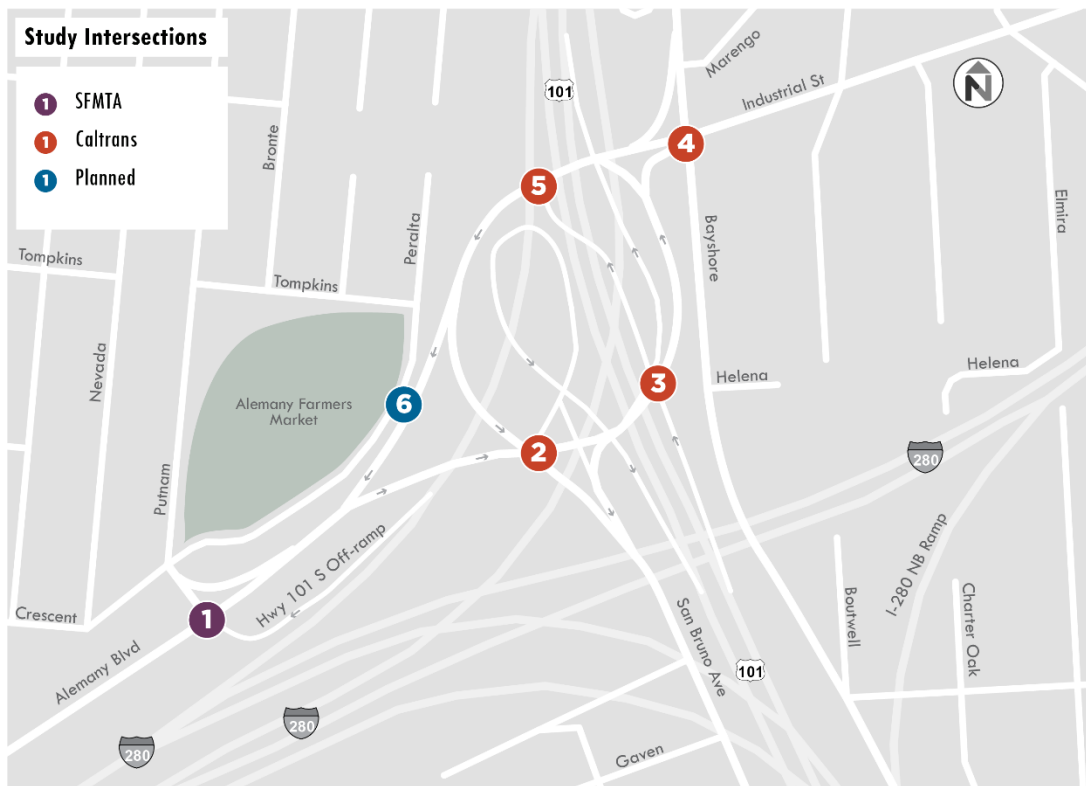 Study Intersections
1 SFMTA
1 Caltrans
1 Planned
101
N
Marengo
Industrial St
4
5
Bronte
Peralta
Bayshore
Elmira
Tompkins
Tompkins
Nevada
Putnam
Alemany Farmers
Market
6
3
2
Helena
Helena
280
Hwy 101 S Off-ramp
I-280 NB Ramp
Crescent
1
Alemany Blvd
Boutwell
Charter Oak
San Bruno Ave
101
280
280
Gaven